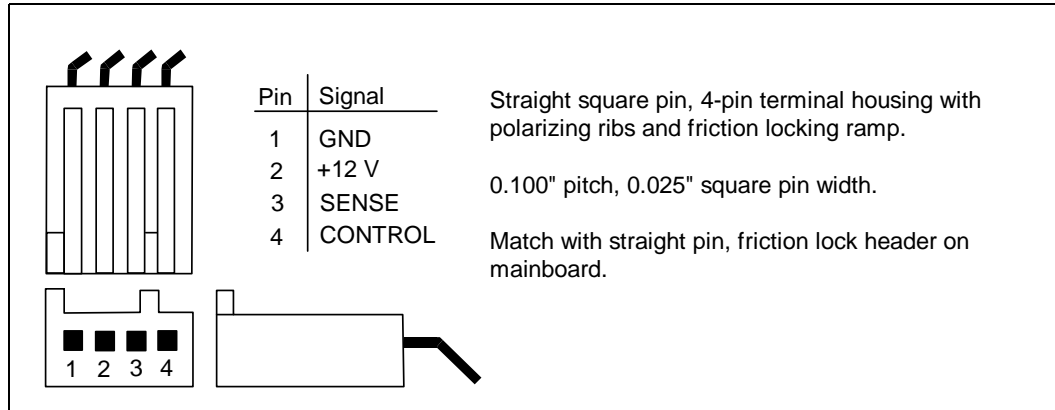 Pin Signal
1 GND
2 +12 V
3 SENSE
4 CONTROL
Straight square pin, 4-pin terminal housing with
polarizing ribs and friction locking ramp.
0.100" pitch, 0.025" square pin width.
Match with straight pin, friction lock header on
mainboard.
1 2 3 4